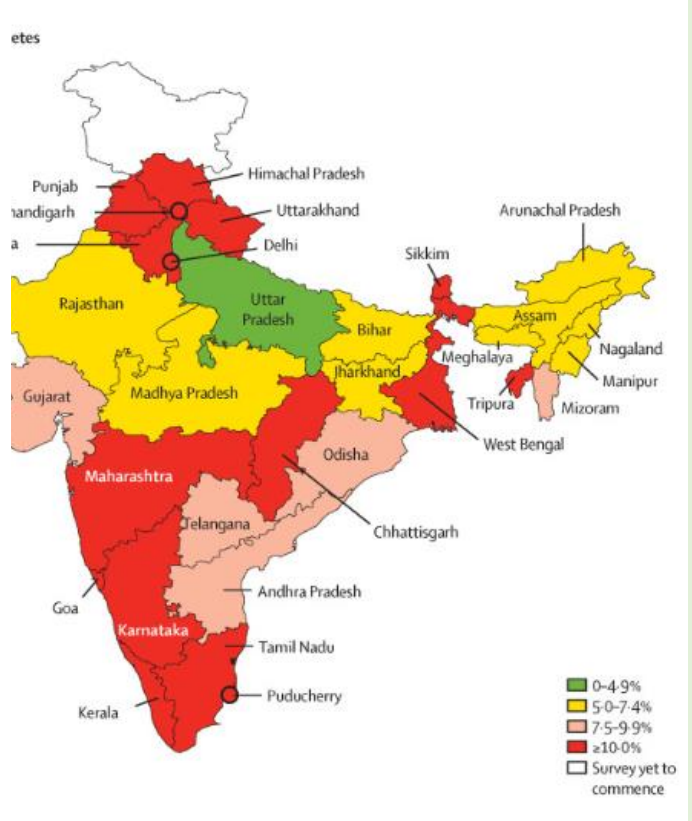 etes
Himachal Pradesh
Punjab
handigarh
Uttarakhand
Arunachal Pradesh
a
Delhi
Sikkim
Rajasthan
Uttar
Pradesh
Assam
Bihar
Nagaland
Meghalaya
Jharkhand
Manipur
Gujarat
Madhya Pradesh
Tripura
Mizoram
West Bengal
Odisha
Maharashtra
Telangana
Chhattisgarh
Andhra Pradesh
Goa
Karnataka
Tamil Nadu
Puducherry
Kerala
0–4·9%
5·0–7·4%
7·5–9·9%
≥10·0%
Survey yet to
commence